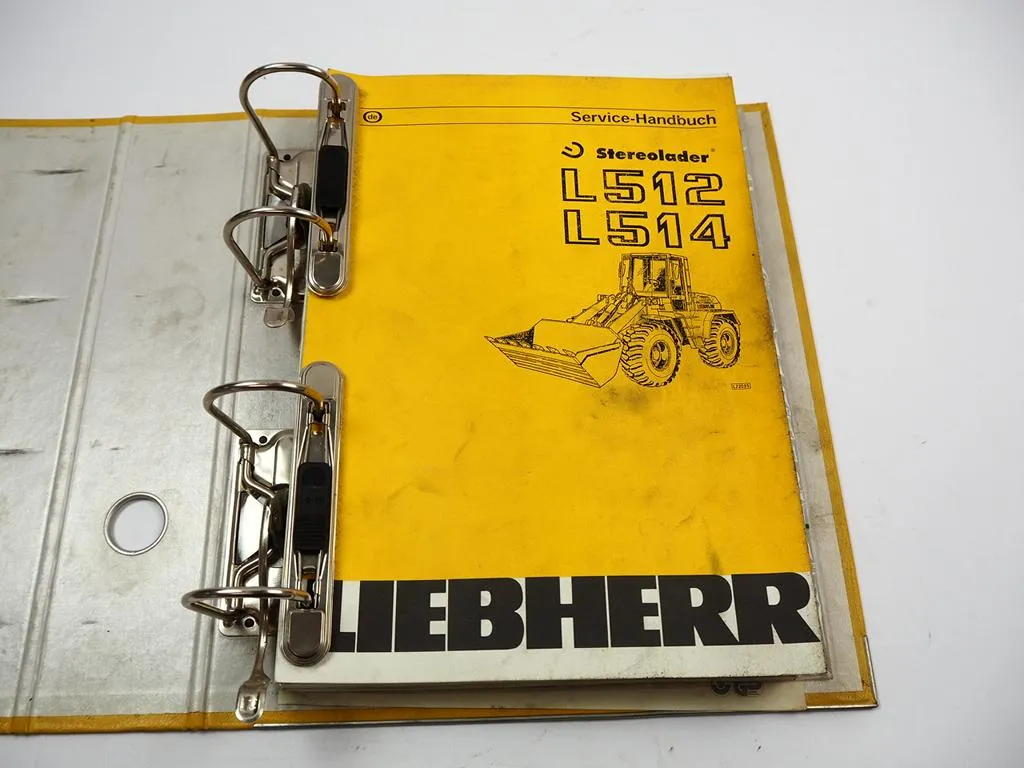 de
Service-Handbuch
Stereolader®
L512
L514
LIEBHERR